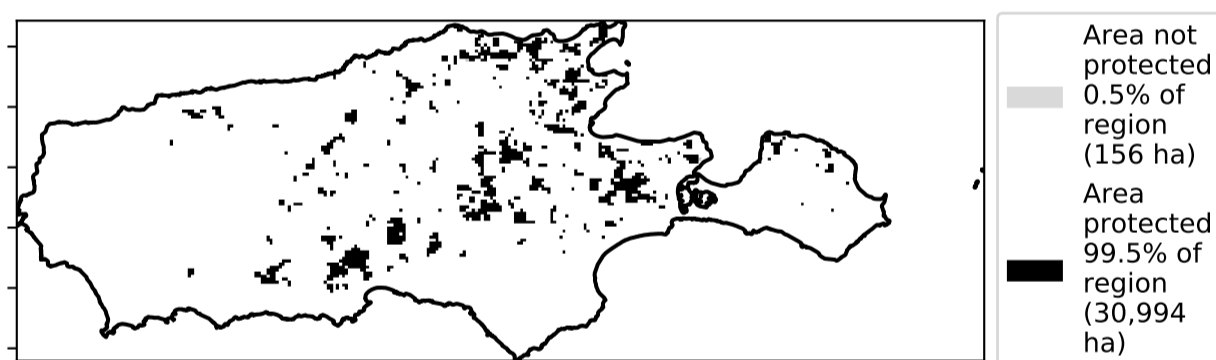 Area not
protected
0.5% of
region
(156 ha)
Area
protected
99.5% of
region
(30,994
ha)